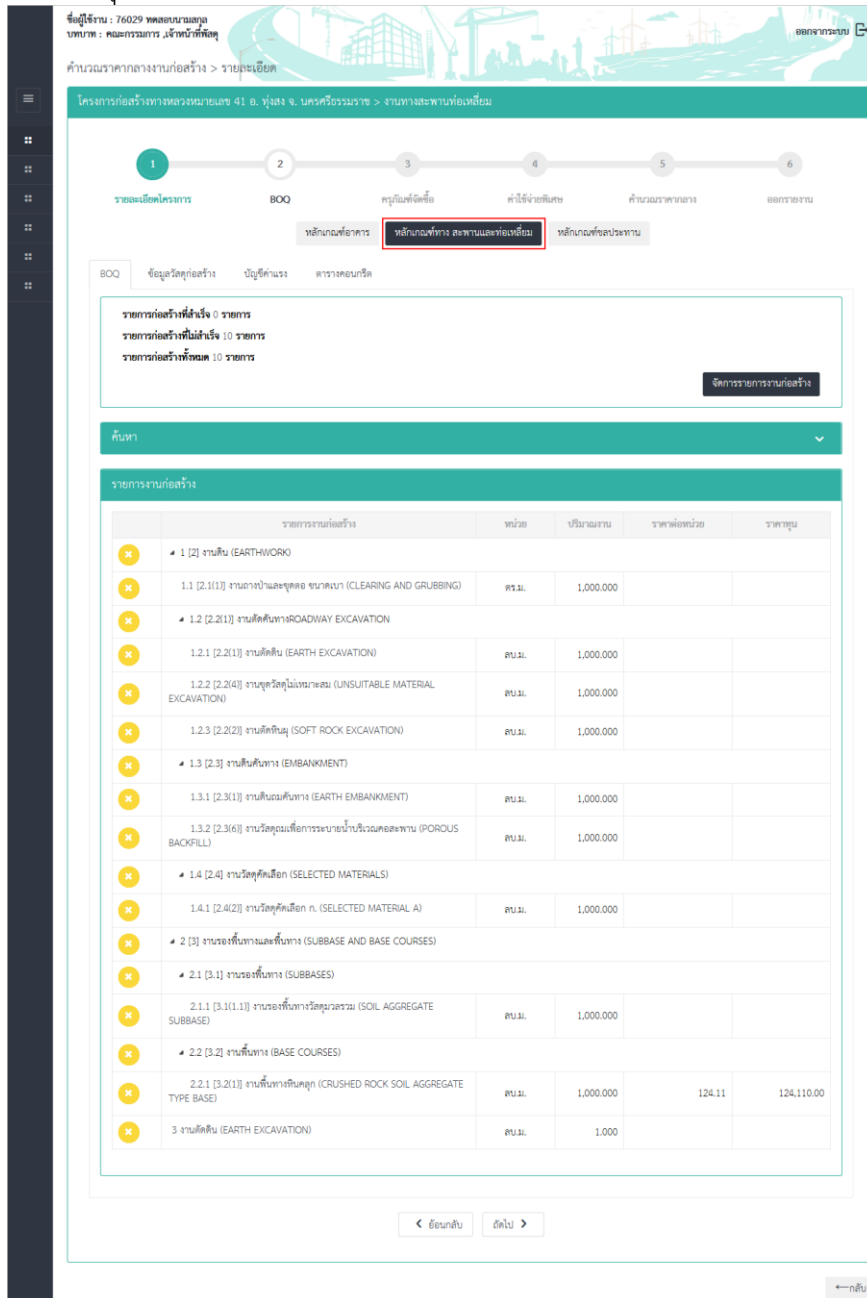 ชื่อผู้ใช้งาน : 76029 ทดสอบนามสกุล
บทบาท : คณะกรรมการ ,เจ้าหน้าที่พัสดุ
ออกจากระบบ
คำนวณราคากลางงานก่อสร้าง > รายละเอียด
โครงการก่อสร้างทางหลวงหมายเลข 41 อ. ทุ่งสง จ. นครศรีธรรมราช > งานทางสะพานท่อเหลี่ยม
1 2 3 4 5 6
รายละเอียดโครงการ BOQ ครุภัณฑ์จัดซื้อ ค่าใช้จ่ายพิเศษ คำนวณราคากลาง ออกรายงาน
หลักเกณฑ์อาคาร หลักเกณฑ์ทาง สะพานและท่อเหลี่ยม หลักเกณฑ์ชลประทาน
BOQ ข้อมูลวัสดุก่อสร้าง บัญชีค่าแรง ตารางคอนกรีต
รายการก่อสร้างที่สำเร็จ 0 รายการ
รายการก่อสร้างที่ไม่สำเร็จ 10 รายการ
รายการก่อสร้างทั้งหมด 10 รายการ
จัดการรายการงานก่อสร้าง
ค้นหา
รายการงานก่อสร้าง
รายการงานก่อสร้าง หน่วย ปริมาณงาน ราคาต่อหน่วย ราคาทุน
1 [2] งานดิน (EARTHWORK)
1.1 [2.1(1)] งานถางป่าและขุดตอ ขนาดเบา (CLEARING AND GRUBBING) ตร.ม. 1,000.000
1.2 [2.2(1)] งานตัดคันทางROADWAY EXCAVATION
1.2.1 [2.2(1)] งานตัดดิน (EARTH EXCAVATION) ลบ.ม. 1,000.000
1.2.2 [2.2(4)] งานขุดวัสดุไม่เหมาะสม (UNSUITABLE MATERIAL
EXCAVATION) ลบ.ม. 1,000.000
1.2.3 [2.2(2)] งานตัดหินผุ (SOFT ROCK EXCAVATION) ลบ.ม. 1,000.000
1.3 [2.3] งานดินคันทาง (EMBANKMENT)
1.3.1 [2.3(1)] งานดินถมคันทาง (EARTH EMBANKMENT) ลบ.ม. 1,000.000
1.3.2 [2.3(6)] งานวัสดุถมเพื่อการระบายน้ำบริเวณคอสะพาน (POROUS
BACKFILL) ลบ.ม. 1,000.000
1.4 [2.4] งานวัสดุคัดเลือก (SELECTED MATERIALS)
1.4.1 [2.4(2)] งานวัสดุคัดเลือก ก. (SELECTED MATERIAL A) ลบ.ม. 1,000.000
2 [3] งานรองพื้นทางและพื้นทาง (SUBBASE AND BASE COURSES)
2.1 [3.1] งานรองพื้นทาง (SUBBASES)
2.1.1 [3.1(1.1)] งานรองพื้นทางวัสดุมวลรวม (SOIL AGGREGATE
SUBBASE) ลบ.ม. 1,000.000
2.2 [3.2] งานพื้นทาง (BASE COURSES)
2.2.1 [3.2(1)] งานพื้นทางหินคลุก (CRUSHED ROCK SOIL AGGREGATE
TYPE BASE) ลบ.ม. 1,000.000 124.11 124,110.00
3 งานตัดดิน (EARTH EXCAVATION) ลบ.ม. 1.000
ย้อนกลับ ถัดไป
กลับ